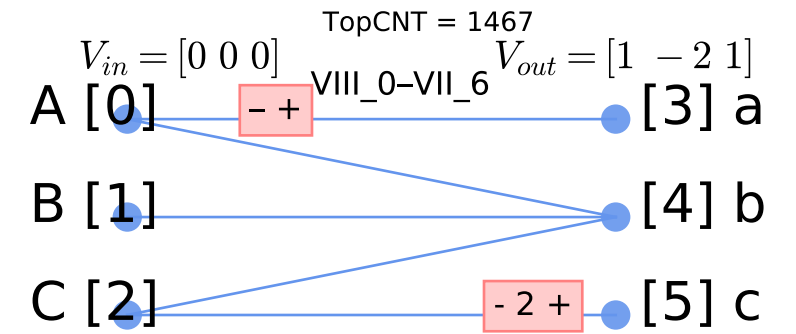 TopCNT = 1467
V_in = [0 0 0]
V_out = [1 −2 1]
VIII_0–VII_6
A [0]
– +
[3] a
B [1]
[4] b
C [2]
- 2 +
[5] c